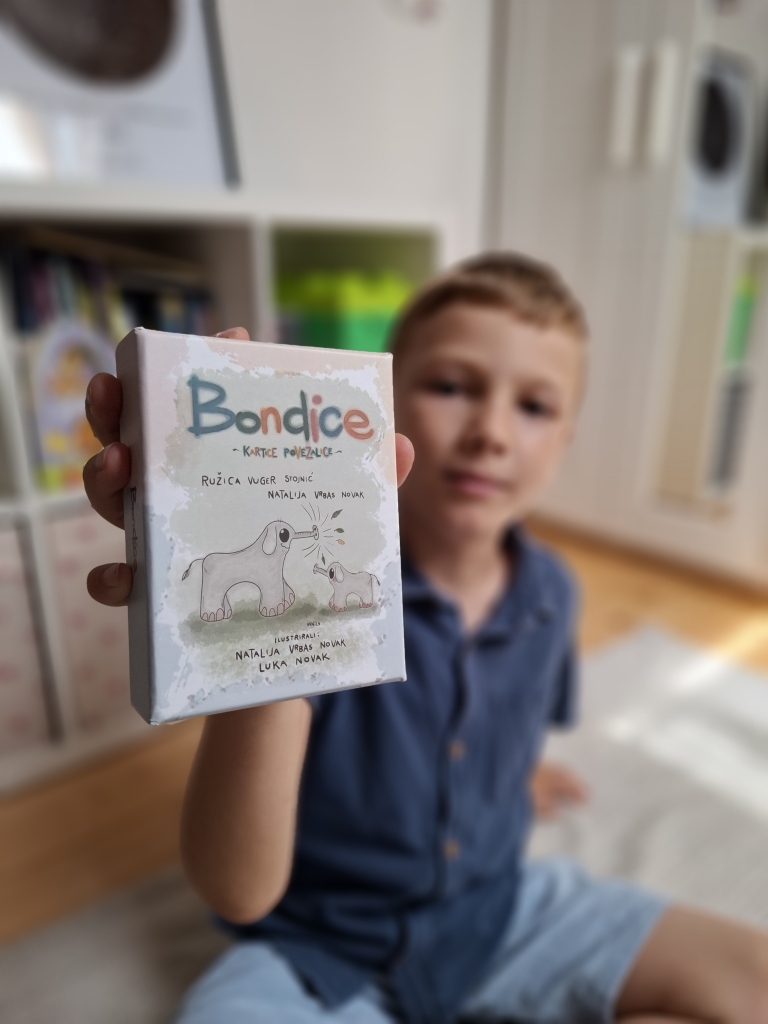 Bondice
~ KARTICE POVEZALICE ~
RUŽICA VUGER STOJNIĆ
NATALIJA VRBAS NOVAK
ILUSTRIRALI:
NATALIJA VRBAS NOVAK
LUKA NOVAK